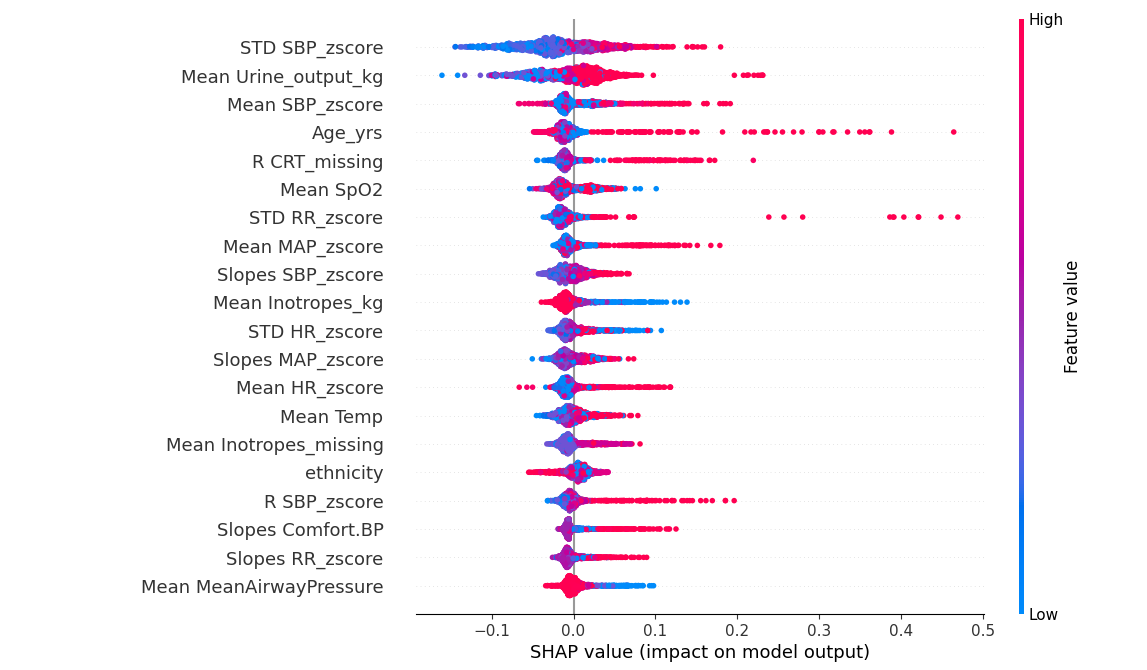 High
STD SBP_zscore
Mean Urine_output_kg
Mean SBP_zscore
Age_yrs
R CRT_missing
Mean SpO2
STD RR_zscore
Mean MAP_zscore
Slopes SBP_zscore
Mean Inotropes_kg
STD HR_zscore
Slopes MAP_zscore
Mean HR_zscore
Mean Temp
Mean Inotropes_missing
ethnicity
R SBP_zscore
Slopes Comfort.BP
Slopes RR_zscore
Mean MeanAirwayPressure
Feature value
Low
−0.1 0.0 0.1 0.2 0.3 0.4 0.5
SHAP value (impact on model output)